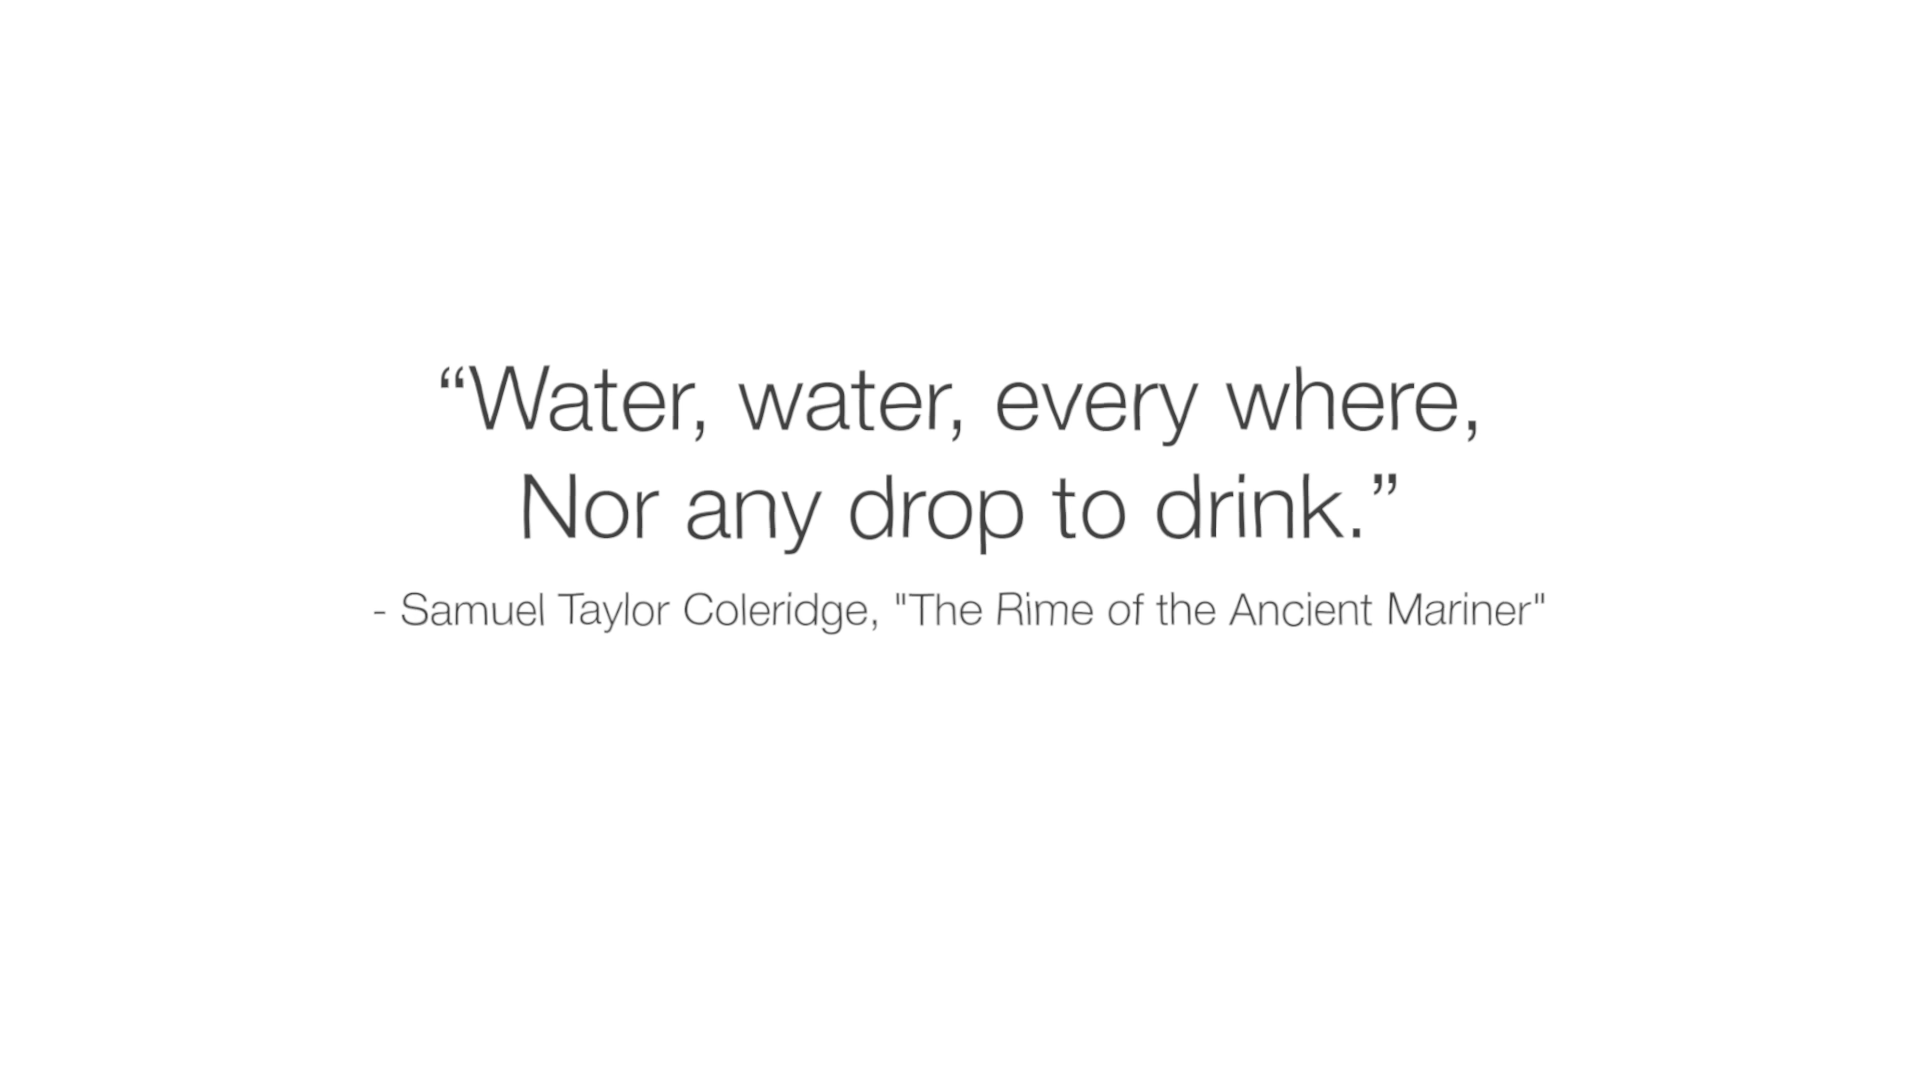 “Water, water, every where,
Nor any drop to drink.”
- Samuel Taylor Coleridge, "The Rime of the Ancient Mariner"